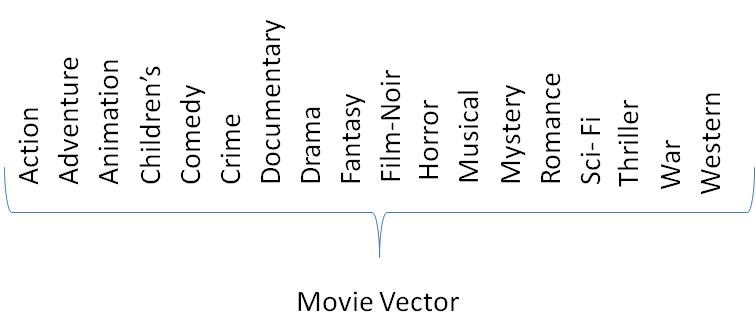 Action
Adventure
Animation
Children's
Comedy
Crime
Documentary
Drama
Fantasy
Film-Noir
Horror
Musical
Mystery
Romance
Sci- Fi
Thriller
War
Western
Movie Vector